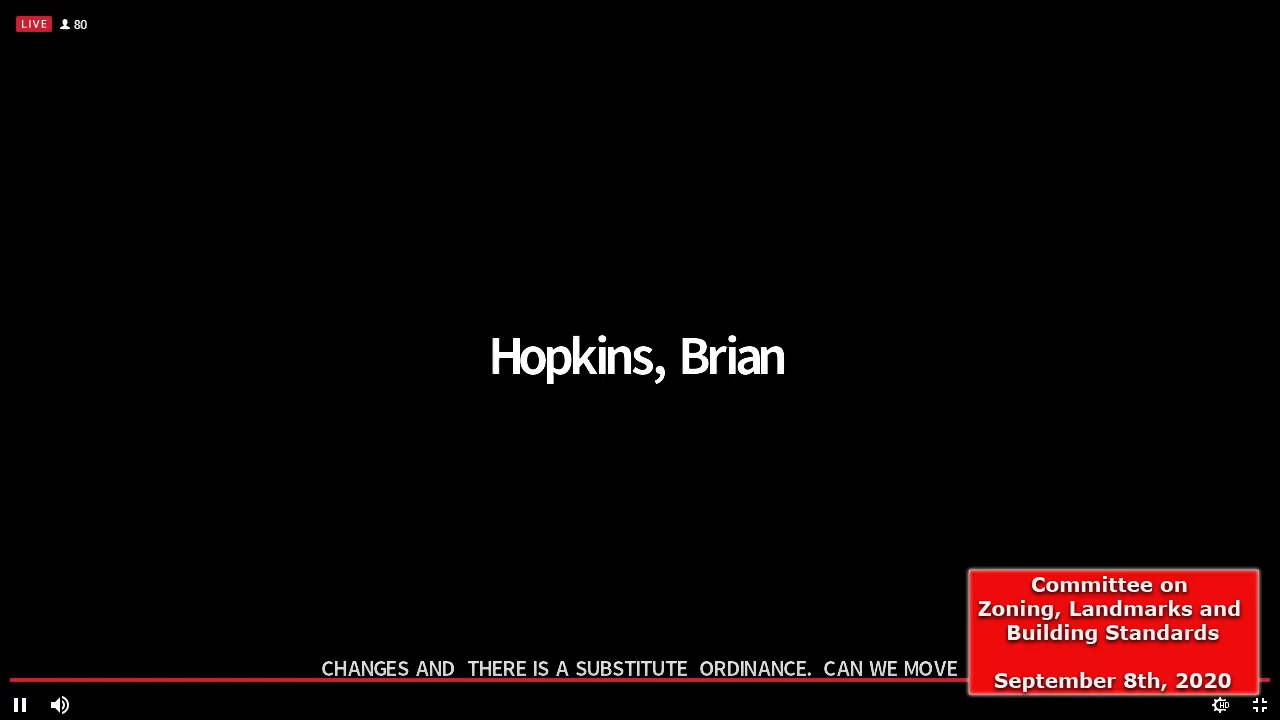 LIVE 80
Hopkins, Brian
Committee on
Zoning, Landmarks and
Building Standards
September 8th, 2020
CHANGES AND THERE IS A SUBSTITUTE ORDINANCE. CAN WE MOVE
HD